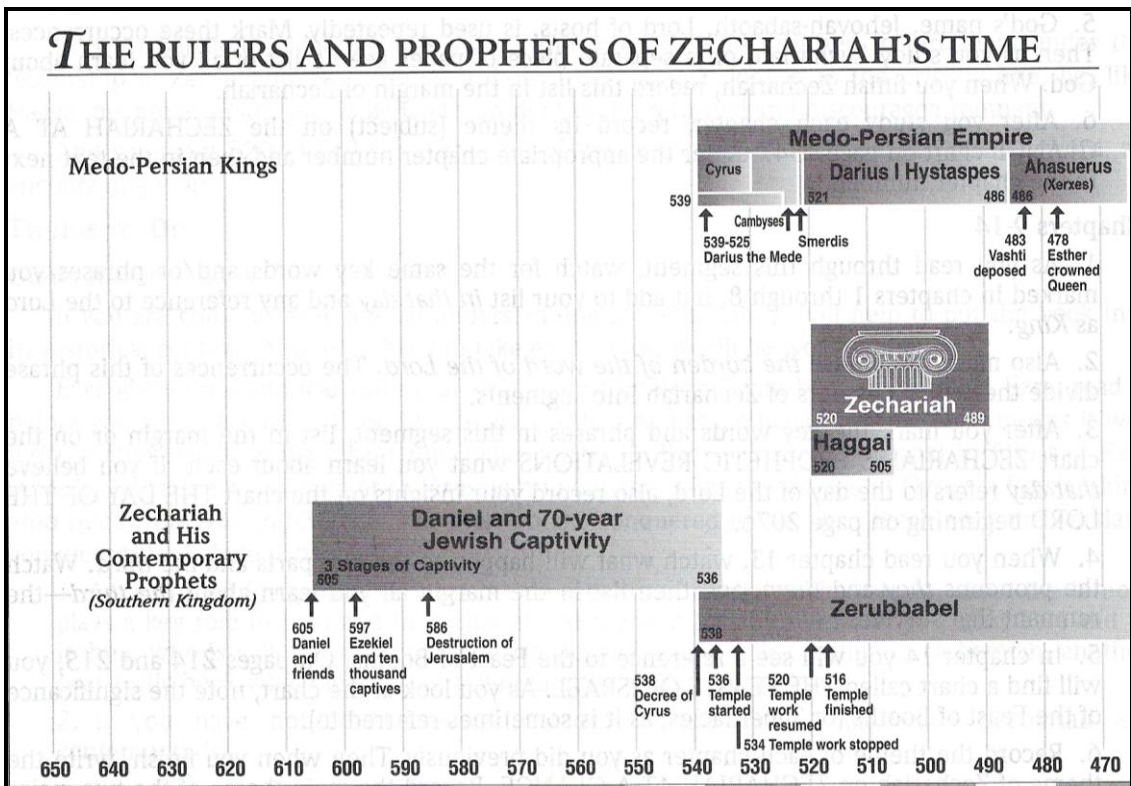 THE RULERS AND PROPHETS OF ZECHARIAH'S TIME
Medo-Persian Kings
Medo-Persian Empire
Cyrus
Darius I Hystaspes
Ahasuerus
(Xerxes)
539
521
486
486
Cambyses
Smerdis
539-525
Darius the Mede
483
Vashti
deposed
478
Esther
crowned
Queen
Zechariah
520
489
Haggai
520
505
Zechariah
and His
Contemporary
Prophets
(Southern Kingdom)
Daniel and 70-year
Jewish Captivity
3 Stages of Captivity
605
536
Zerubbabel
538
605
Daniel
and
friends
597
Ezekiel
and ten
thousand
captives
586
Destruction of
Jerusalem
538
Decree of
Cyrus
536
Temple
started
520
Temple
work
resumed
516
Temple
finished
534 Temple work stopped
650 640 630 620 610 600 590 580 570 560 550 540 530 520 510 500 490 480 470